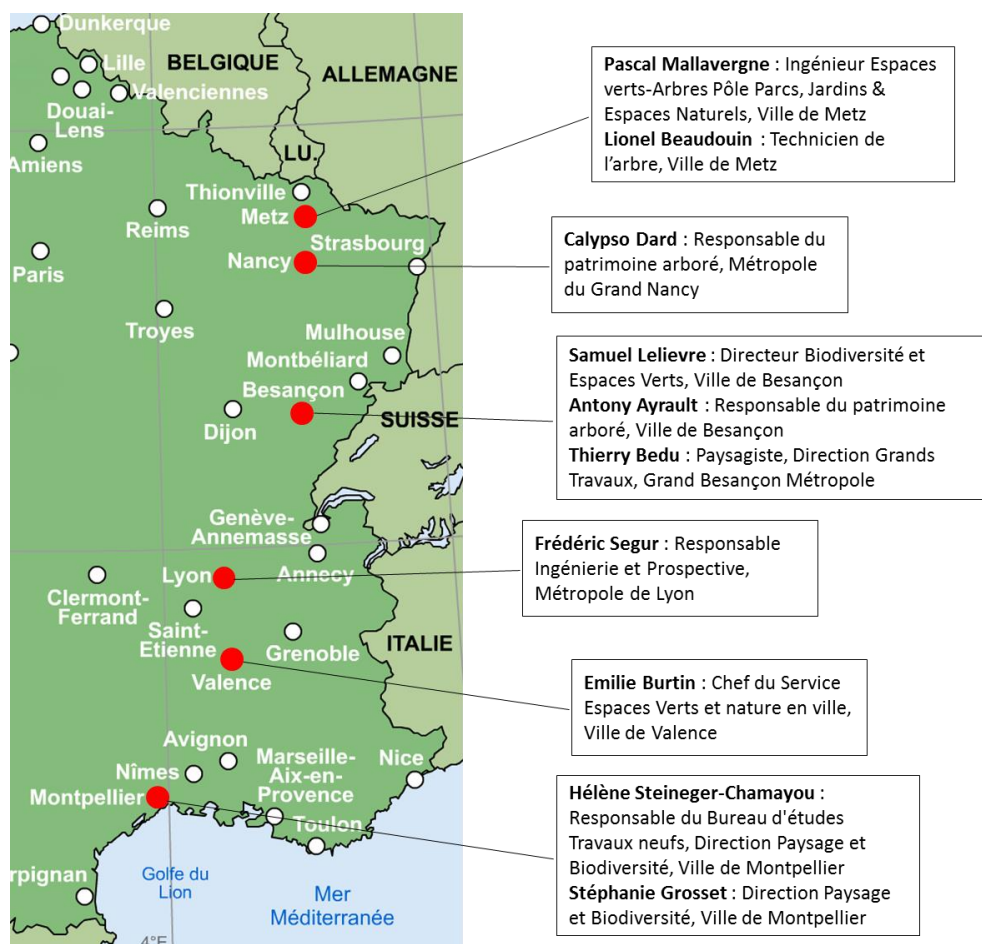 Dunkerque
Lille
BELGIQUE
ALLEMAGNE
Valenciennes
Douai-
Lens
Amiens
LU.
Thionville
Metz
Reims
Strasbourg
Paris
Nancy
Troyes
Mulhouse
Montbéliard
Besançon
SUISSE
Dijon
Genève-
Annemasse
Lyon
Annecy
Clermont-
Ferrand
Saint-
Etienne
Grenoble
ITALIE
Valence
Avignon
Marseille-
Aix-en-
Provence
Nice
Nîmes
Montpellier
Toulon
rpignan
Golfe du
Lion
Mer
Méditerranée
4°E
Pascal Mallavergne : Ingénieur Espaces
verts-Arbres Pôle Parcs, Jardins &
Espaces Naturels, Ville de Metz
Lionel Beaudouin : Technicien de
l’arbre, Ville de Metz
Calypso Dard : Responsable du
patrimoine arboré, Métropole
du Grand Nancy
Samuel Lelievre : Directeur Biodiversité et
Espaces Verts, Ville de Besançon
Antony Ayrault : Responsable du patrimoine
arboré, Ville de Besançon
Thierry Bedu : Paysagiste, Direction Grands
Travaux, Grand Besançon Métropole
Frédéric Segur : Responsable
Ingénierie et Prospective,
Métropole de Lyon
Emilie Burtin : Chef du Service
Espaces Verts et nature en ville,
Ville de Valence
Hélène Steineger-Chamayou :
Responsable du Bureau d'études
Travaux neufs, Direction Paysage et
Biodiversité, Ville de Montpellier
Stéphanie Grosset : Direction Paysage
et Biodiversité, Ville de Montpellier